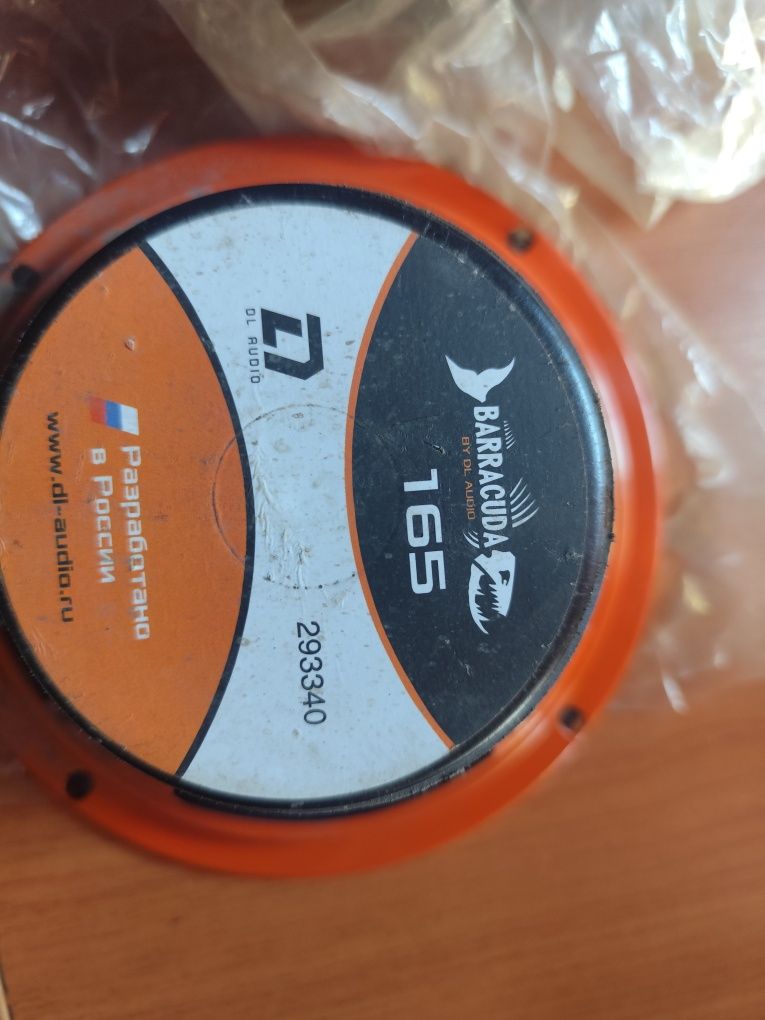 BARRACUDA
BY DL AUDIO
165
DL AUDIO
293340
Разработано
в России
www.dl-audio.ru